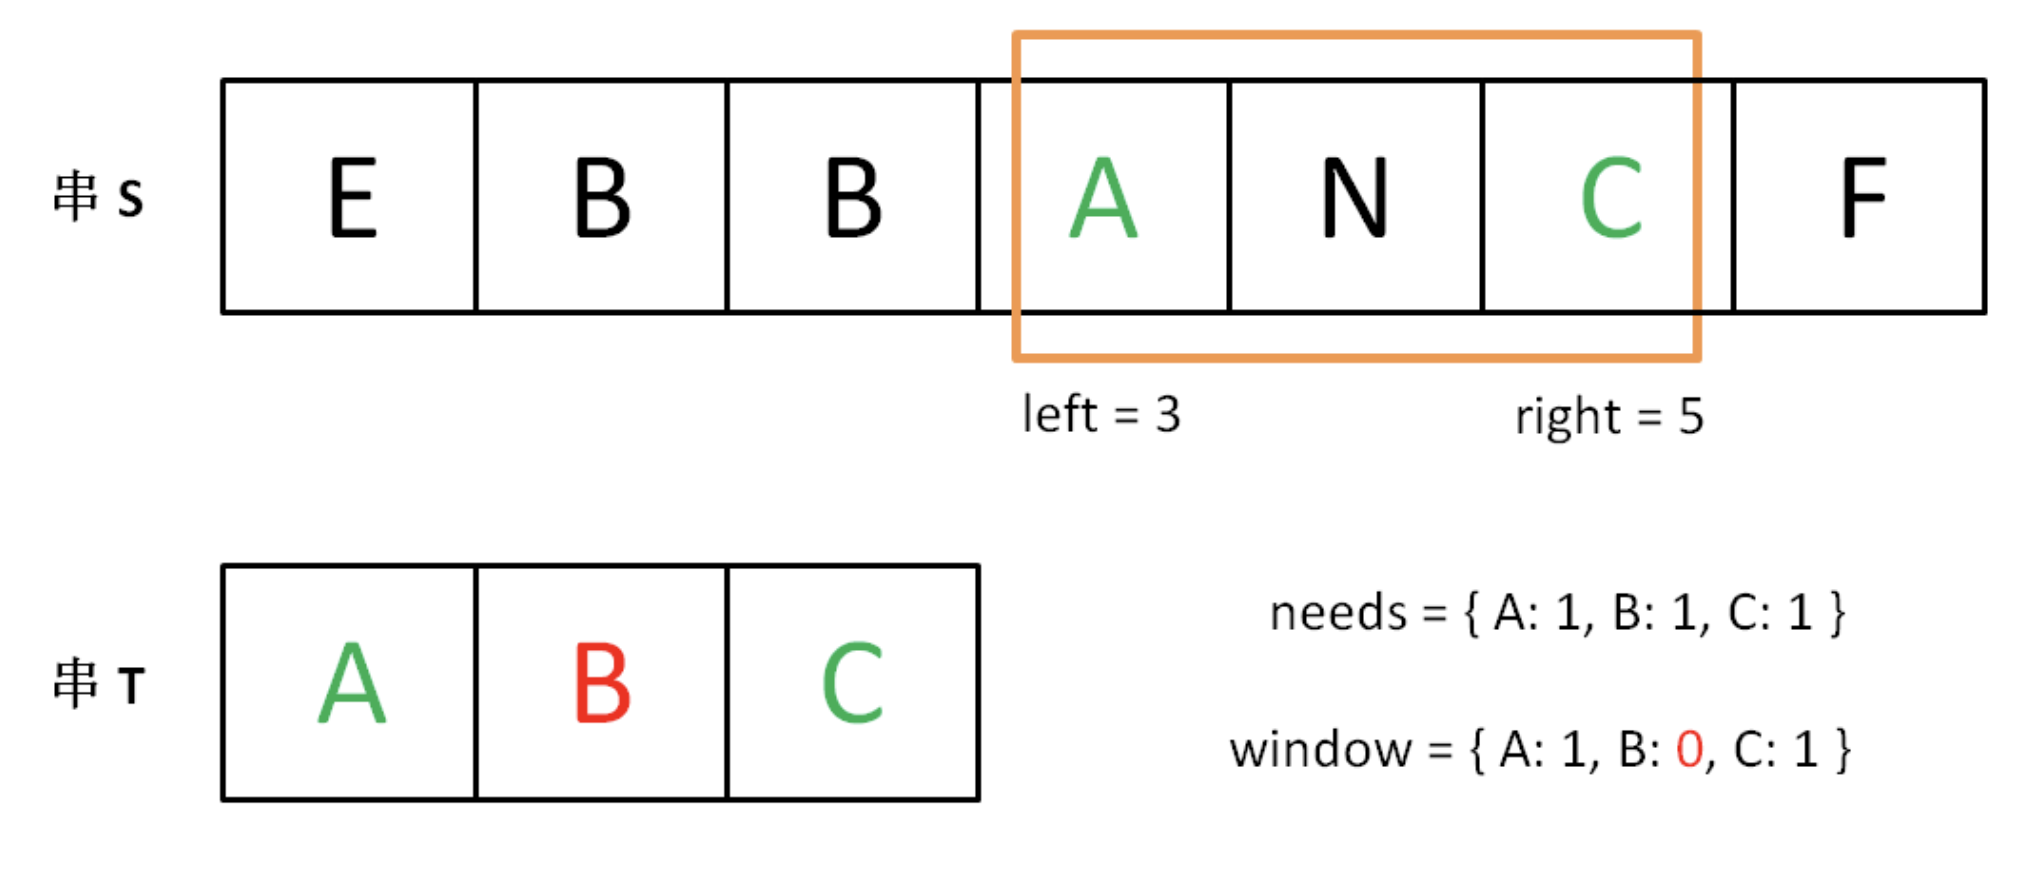 串 S E B B A N C F
left = 3 right = 5
串 T A B C
needs = { A: 1, B: 1, C: 1 }
window = { A: 1, B: 0, C: 1 }